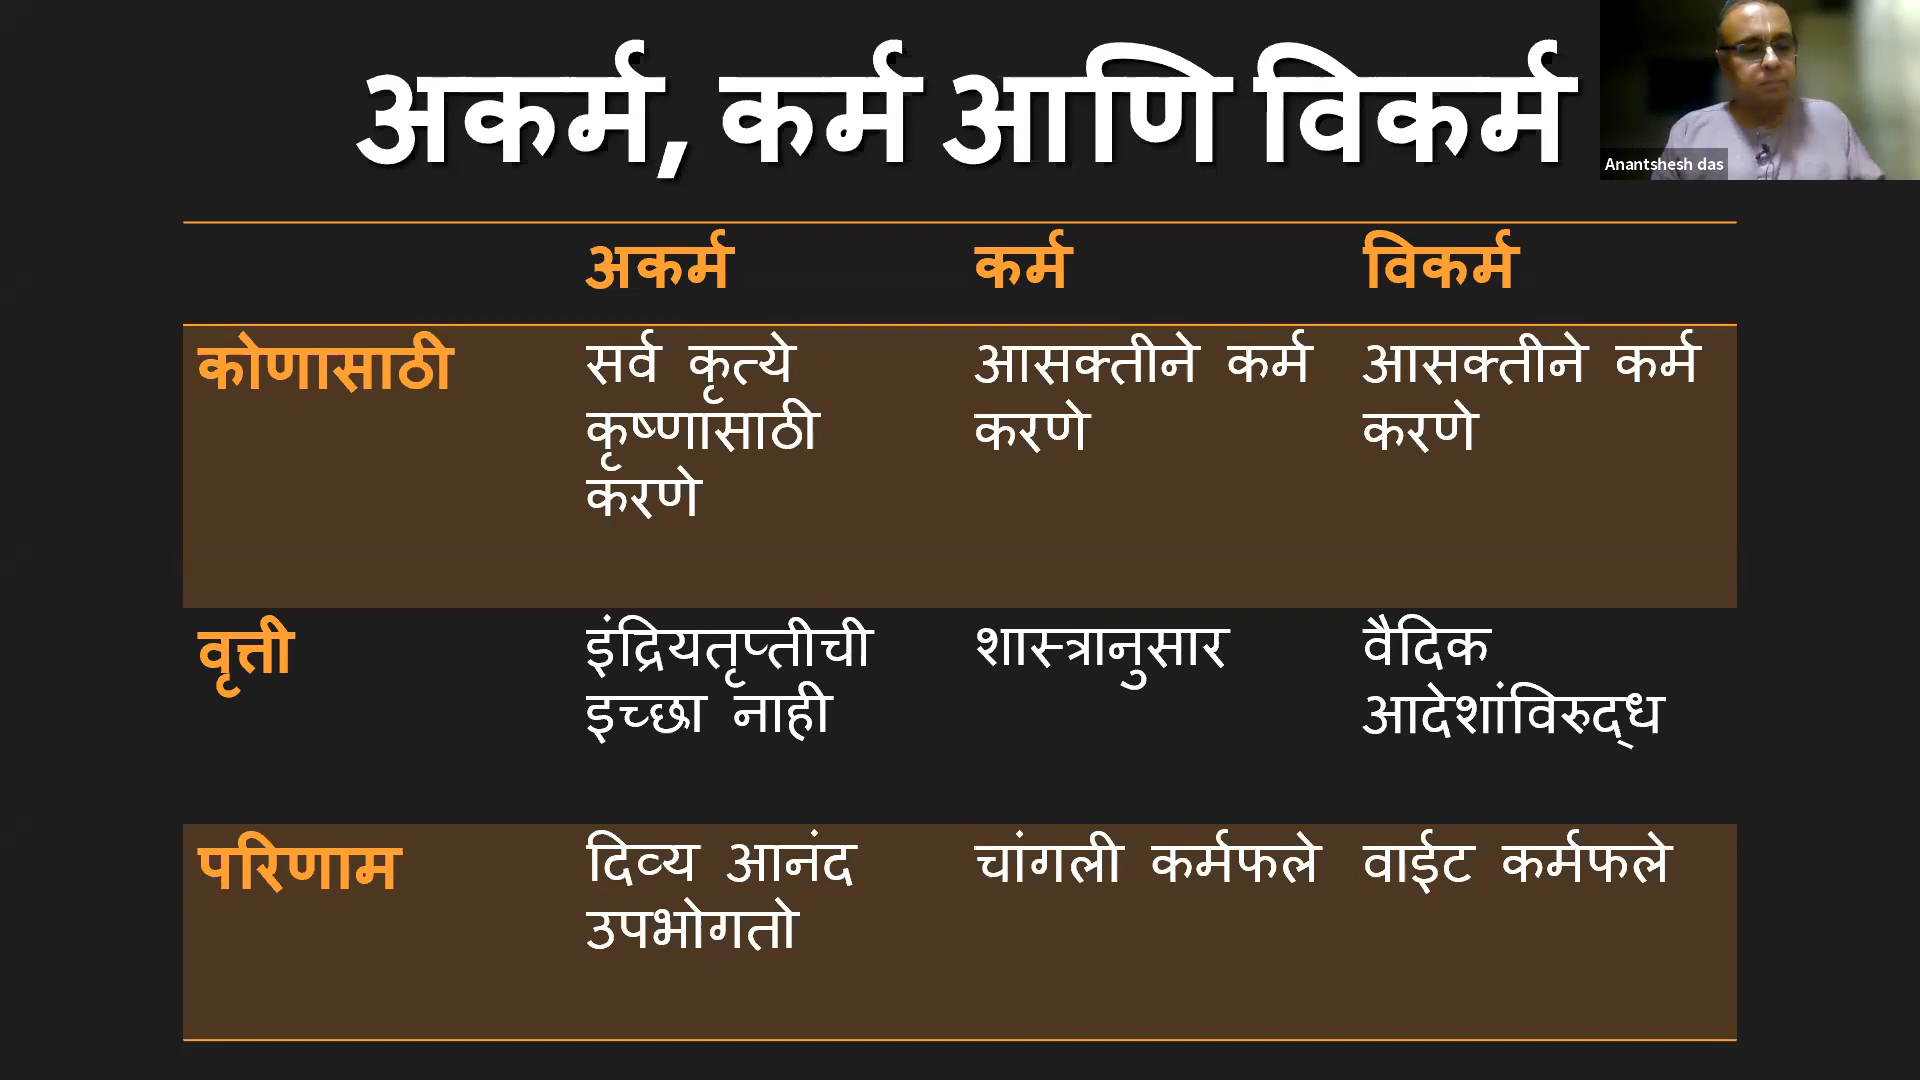 अकर्म, कर्म आणि विकर्म
Anantshesh das
अकर्म कर्म विकर्म
कोणासाठी सर्व कृत्ये आसक्तीने कर्म आसक्तीने कर्म
कृष्णासाठी करणे करणे
करणे
वृत्ती इंद्रियतृप्तीची शास्त्रानुसार वैदिक
इच्छा नाही आदेशांविरुद्ध
परिणाम दिव्य आनंद चांगली कर्मफले वाईट कर्मफले
उपभोगतो